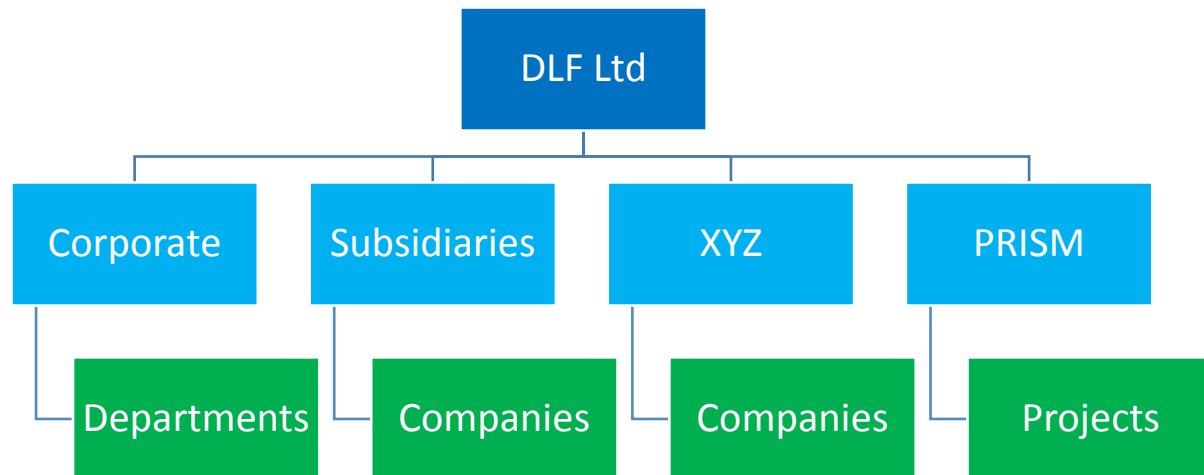 DLF Ltd
Corporate
Subsidiaries
XYZ
PRISM
Departments
Companies
Companies
Projects